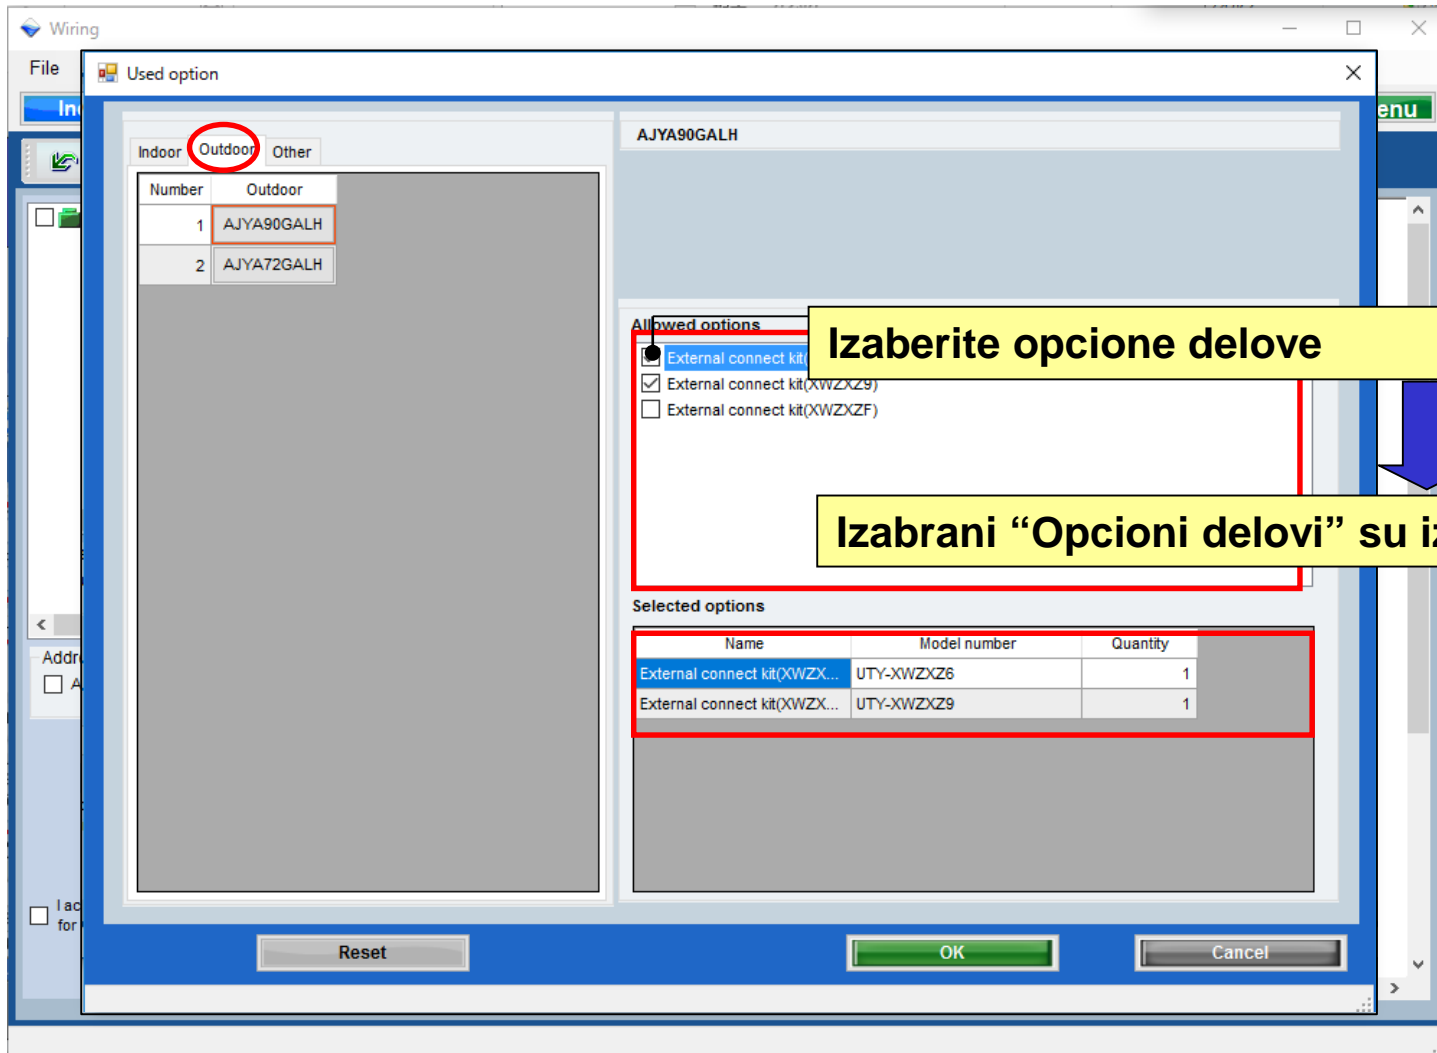 Wiring
File
Used option
enu
AJYA90GALH
Indoor Outdoor Other
Number Outdoor
1 AJYA90GALH
2 AJYA72GALH
Allowed options
Izaberite opcione delove
External connect kit(
External connect kit(XWZXZ9)
External connect kit(XWZXZF)
Izabrani “Opcioni delovi” su
Selected options
Name Model number Quantity
External connect kit(XWZX... UTY-XWZXZ6 1
External connect kit(XWZX... UTY-XWZXZ9 1
Addr
A
I ac
for
Reset OK Cancel